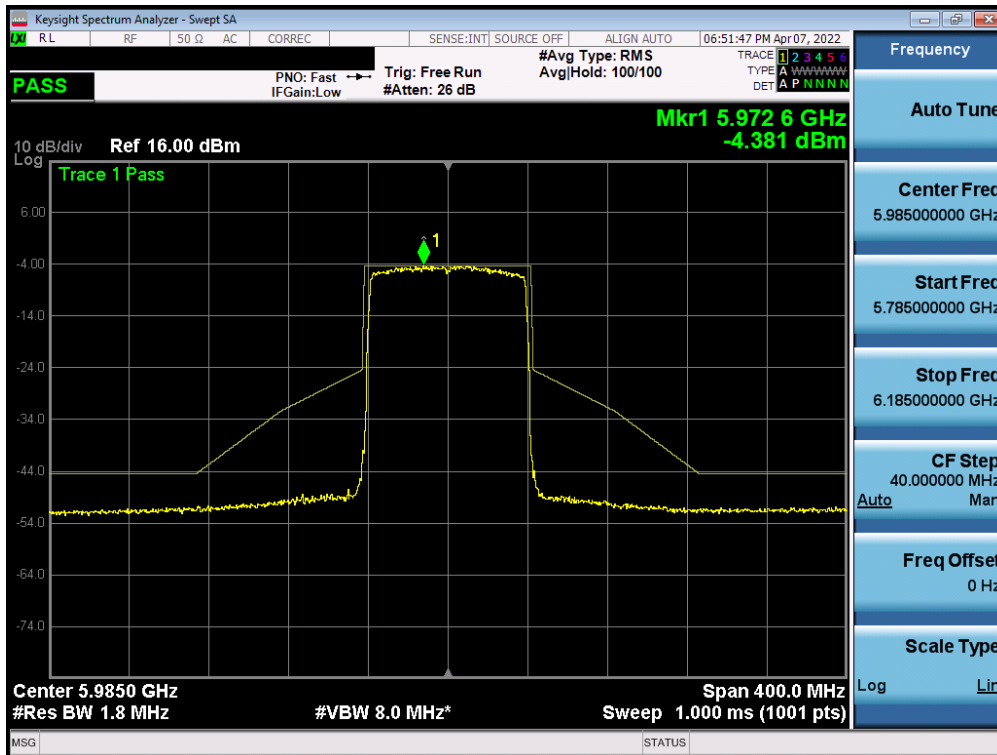 Keysight Spectrum Analyzer - Swept SA
LXI RL RF 50 Ω AC CORREC SENSE:INT SOURCE OFF ALIGN AUTO 06:51:47 PM Apr 07, 2022
PASS
PNO: Fast
IFGain:Low
Trig: Free Run
#Atten: 26 dB
#Avg Type: RMS
Avg|Hold: 100/100
TRACE 1 2 3 4 5 6
TYPE A WWWWW
DET A P N N N N
Mkr1 5.972 6 GHz
-4.381 dBm
10 dB/div Ref 16.00 dBm
Log
Trace 1 Pass
1
6.00
-4.00
-14.0
-24.0
-34.0
-44.0
-54.0
-64.0
-74.0
Center 5.9850 GHz Span 400.0 MHz
#Res BW 1.8 MHz #VBW 8.0 MHz* Sweep 1.000 ms (1001 pts)
MSG STATUS
Frequency
Auto Tune
Center Freq
5.985000000 GHz
Start Freq
5.785000000 GHz
Stop Freq
6.185000000 GHz
CF Step
40.000000 MHz
Auto Man
Freq Offset
0 Hz
Scale Type
Log Lin